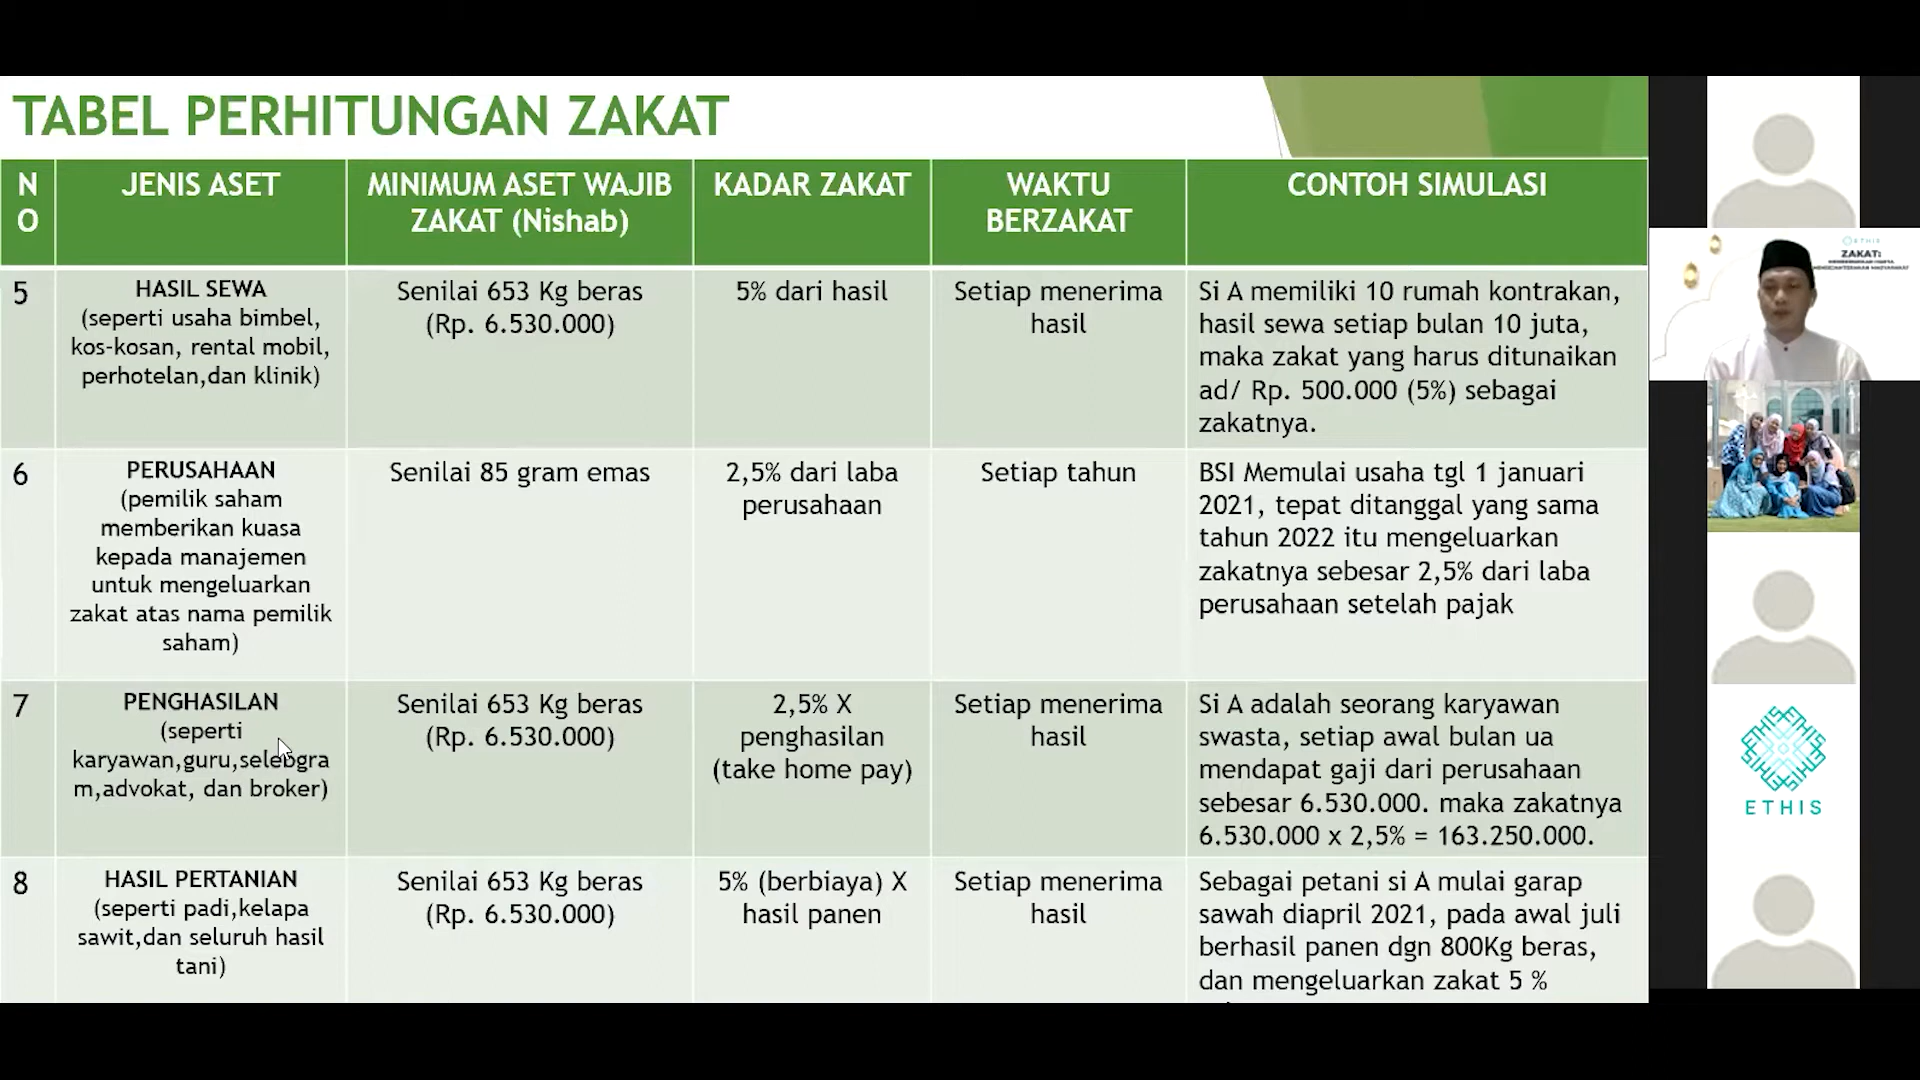 TABEL PERHITUNGAN ZAKAT
N
O
JENIS ASET
MINIMUM ASET WAJIB
ZAKAT (Nishab)
KADAR ZAKAT
WAKTU
BERZAKAT
CONTOH SIMULASI
5
HASIL SEWA
(seperti usaha bimbel,
kos-kosan, rental mobil,
perhotelan,dan klinik)
Senilai 653 Kg beras
(Rp. 6.530.000)
5% dari hasil
Setiap menerima
hasil
Si A memiliki 10 rumah kontrakan,
hasil sewa setiap bulan 10 juta,
maka zakat yang harus ditunaikan
ad/ Rp. 500.000 (5%) sebagai
zakatnya.
6
PERUSAHAAN
(pemilik saham
memberikan kuasa
kepada manajemen
untuk mengeluarkan
zakat atas nama pemilik
saham)
Senilai 85 gram emas
2,5% dari laba
perusahaan
Setiap tahun
BSI Memulai usaha tgl 1 januari
2021, tepat ditanggal yang sama
tahun 2022 itu mengeluarkan
zakatnya sebesar 2,5% dari laba
perusahaan setelah pajak
7
PENGHASILAN
(seperti
karyawan,guru,selebgra
m,advokat, dan broker)
Senilai 653 Kg beras
(Rp. 6.530.000)
2,5% X
penghasilan
(take home pay)
Setiap menerima
hasil
Si A adalah seorang karyawan
swasta, setiap awal bulan ua
mendapat gaji dari perusahaan
sebesar 6.530.000. maka zakatnya
6.530.000 x 2,5% = 163.250.000.
8
HASIL PERTANIAN
(seperti padi,kelapa
sawit,dan seluruh hasil
tani)
Senilai 653 Kg beras
(Rp. 6.530.000)
5% (berbiaya) X
hasil panen
Setiap menerima
hasil
Sebagai petani si A mulai garap
sawah diapril 2021, pada awal juli
berhasil panen dgn 800Kg beras,
dan mengeluarkan zakat 5 %
ETHIS
ZAKAT:
ETHIS